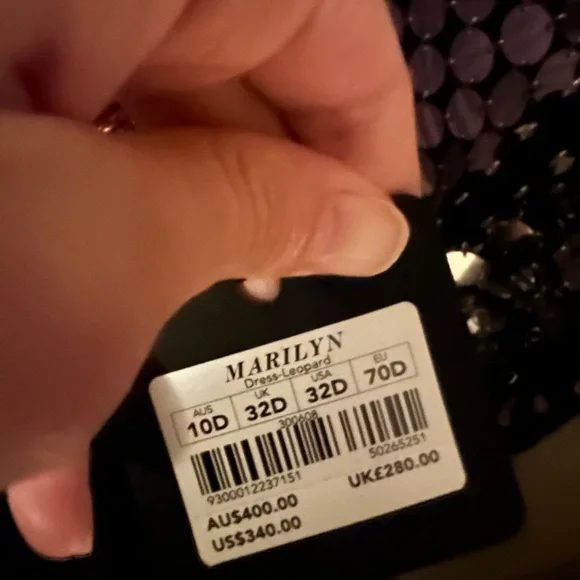 MARILYN
Dress-Leopard
AUS UK USA EU
10D 32D 32D 70D
300608
9300012237151 50265251
AU$400.00 UK£280.00
US$340.00